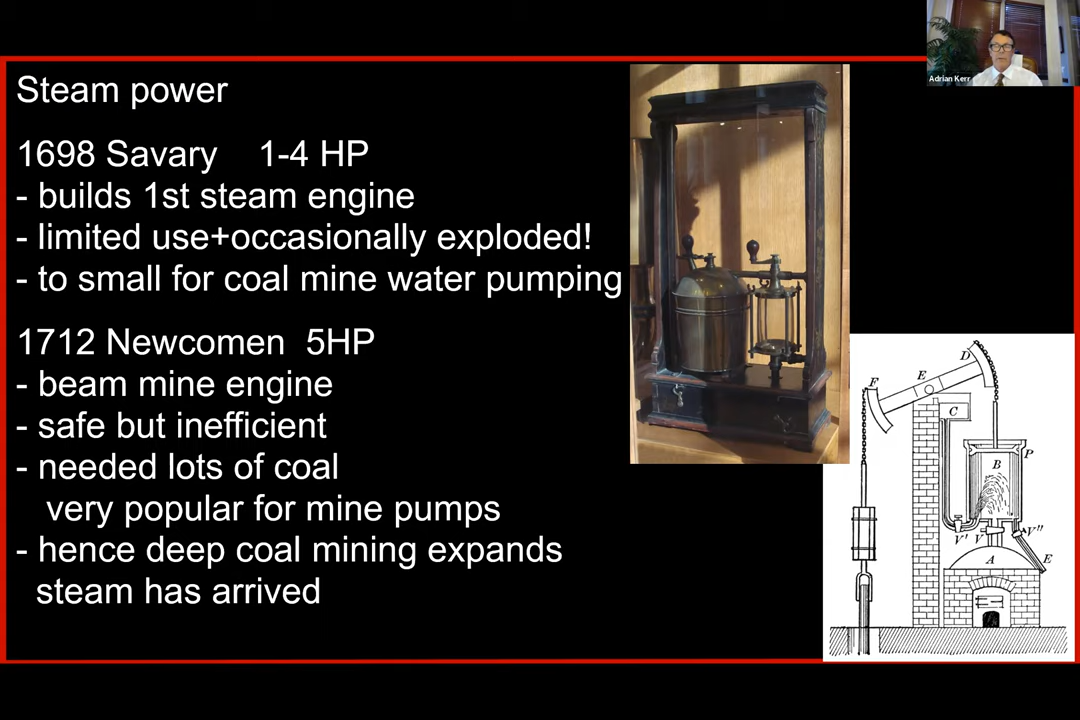 Adrian Kerr
Steam power
1698 Savary 1-4 HP
- builds 1st steam engine
- limited use+occasionally exploded!
- to small for coal mine water pumping
1712 Newcomen 5HP
- beam mine engine
- safe but inefficient
- needed lots of coal
very popular for mine pumps
- hence deep coal mining expands
steam has arrived
D
E
F
C
P
B
V'
V
V''
A
E